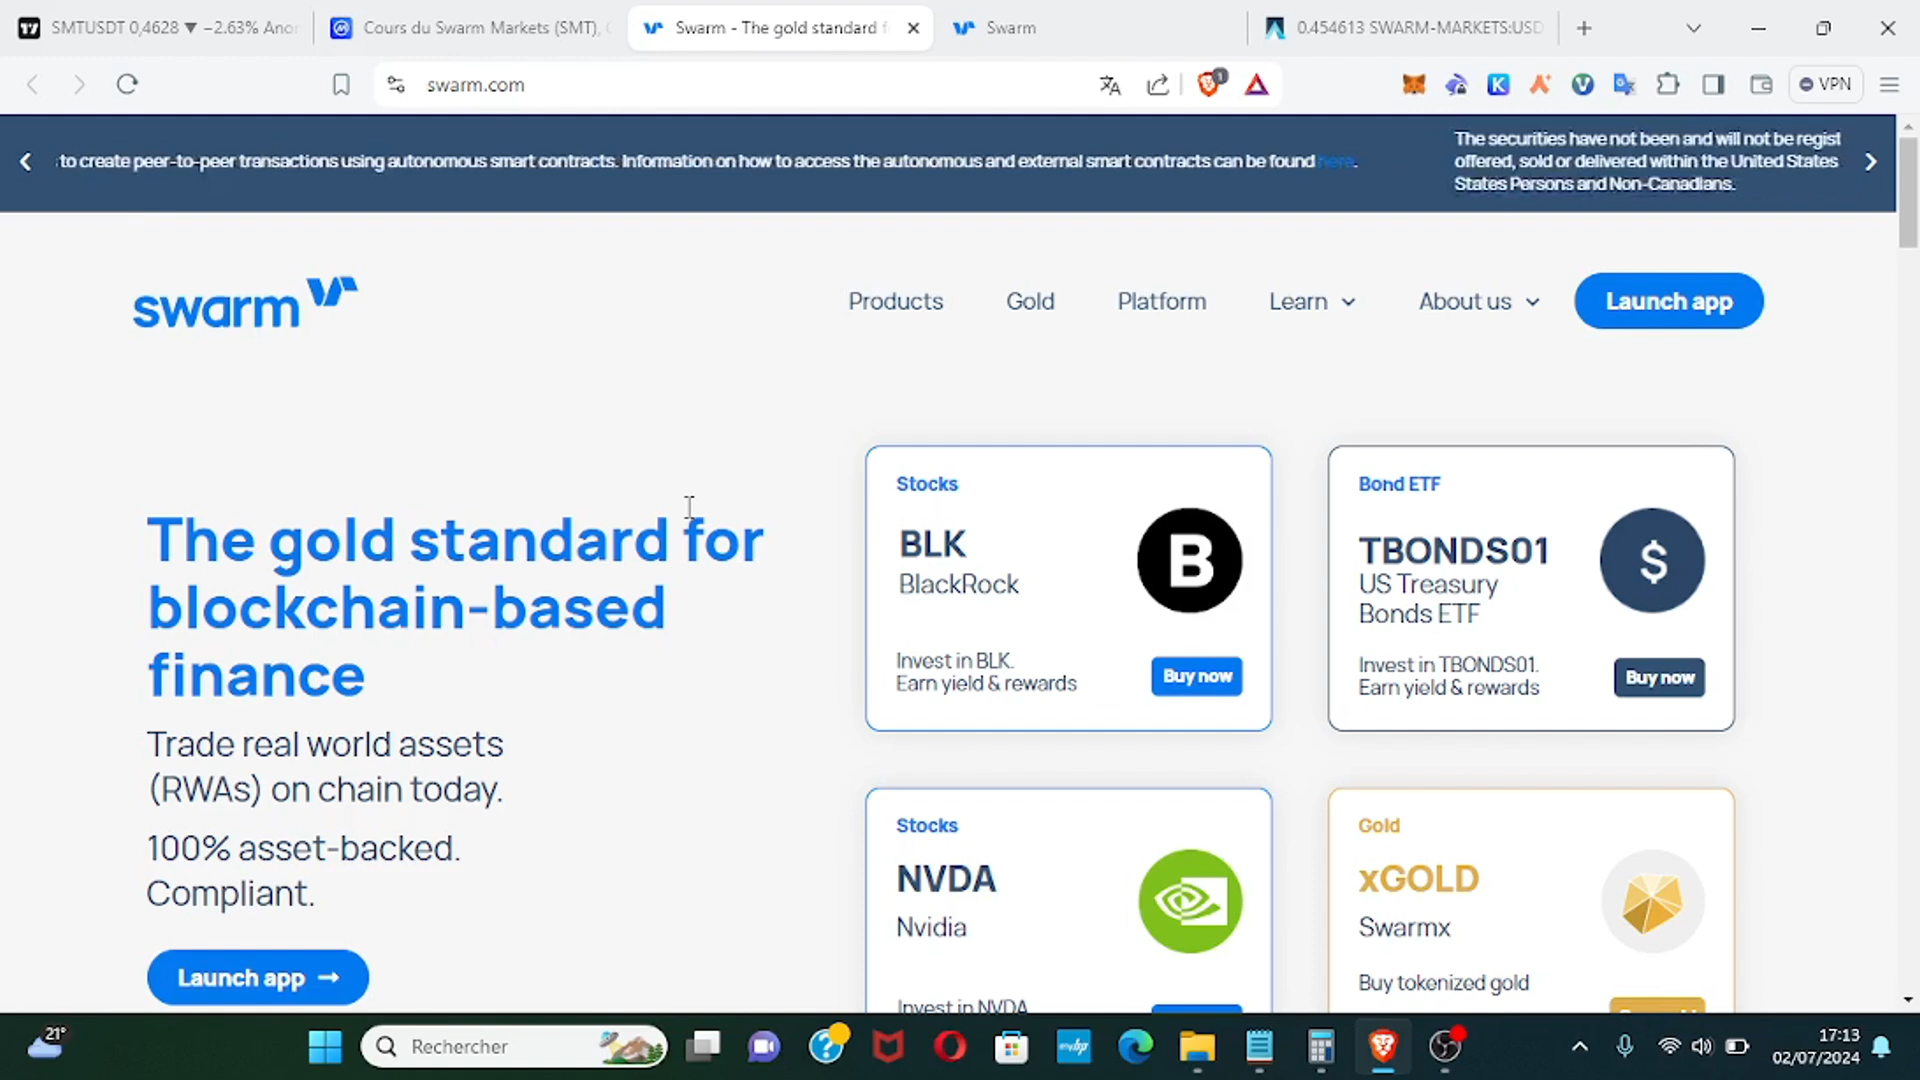 SMTUSDT 0,4628 ▼ −2.63%
Cours du Swarm Markets (SMT),
Swarm - The gold standard f
Swarm
0.454613 SWARM-MARKETS:USD
swarm.com
1
VPN
to create peer-to-peer transactions using autonomous smart contracts. Information on how to access the autonomous and external smart contracts can be found here.
The securities have not been and will not be regist
offered, sold or delivered within the United States
States Persons and Non-Canadians.
swarm
Products
Gold
Platform
Learn
About us
Launch app
The gold standard for
blockchain-based
finance
Trade real world assets
(RWAs) on chain today.
100% asset-backed.
Compliant.
Launch app →
Stocks
BLK
BlackRock
B
Invest in BLK.
Earn yield & rewards
Buy now
Bond ETF
TBONDS01
US Treasury
Bonds ETF
$
Invest in TBONDS01.
Earn yield & rewards
Buy now
Stocks
NVDA
Nvidia
Invest in NVDA
Gold
xGOLD
Swarmx
Buy tokenized gold
21°
Rechercher
17:13
02/07/2024